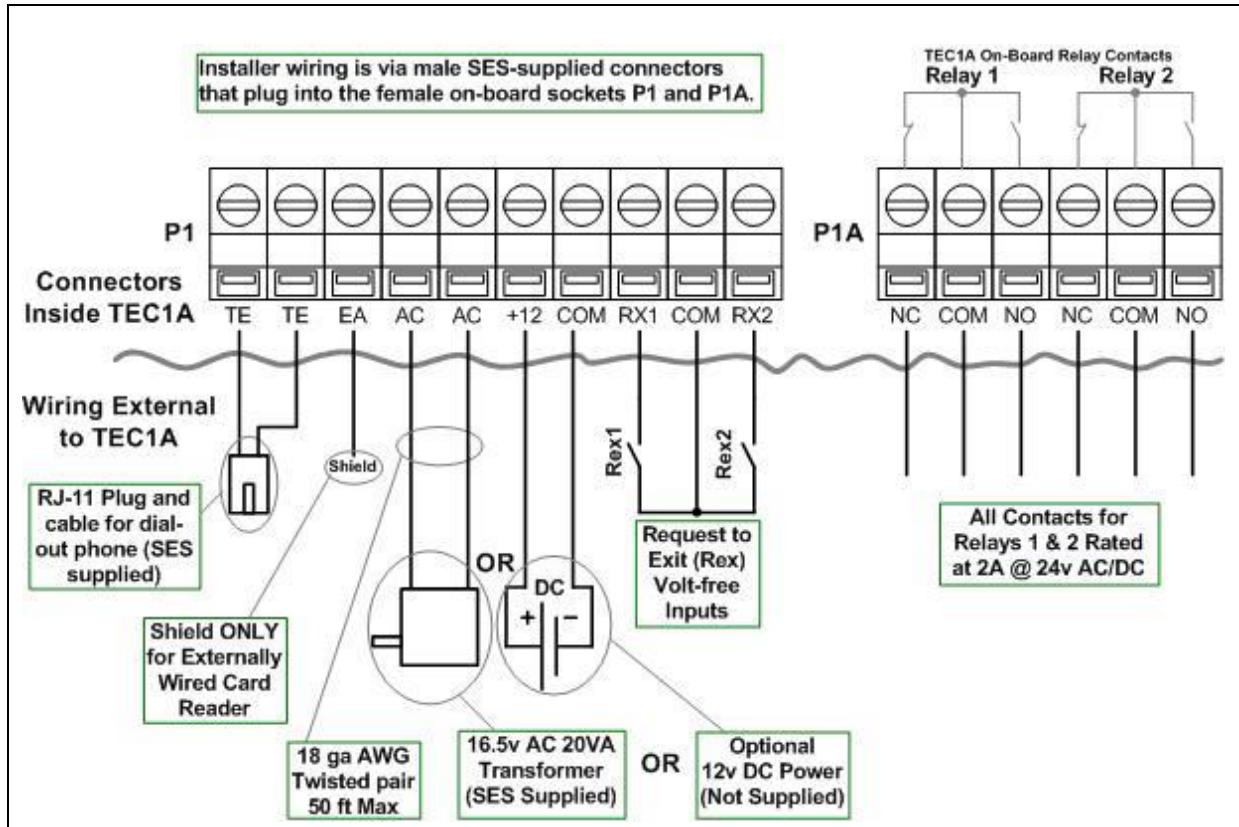 Installer wiring is via male SES-supplied connectors
that plug into the female on-board sockets P1 and P1A.
TEC1A On-Board Relay Contacts
Relay 1
Relay 2
P1
P1A
Connectors
Inside TEC1A
TE TE EA AC AC +12 COM RX1 COM RX2
NC COM NO NC COM NO
Wiring External
to TEC1A
Shield
Rex1
Rex2
RJ-11 Plug and
cable for dial-
out phone (SES
supplied)
OR
DC
+ −
Request to
Exit (Rex)
Volt-free
Inputs
All Contacts for
Relays 1 & 2 Rated
at 2A @ 24v AC/DC
Shield ONLY
for Externally
Wired Card
Reader
18 ga AWG
Twisted pair
50 ft Max
16.5v AC 20VA
Transformer
(SES Supplied)
OR
Optional
12v DC Power
(Not Supplied)